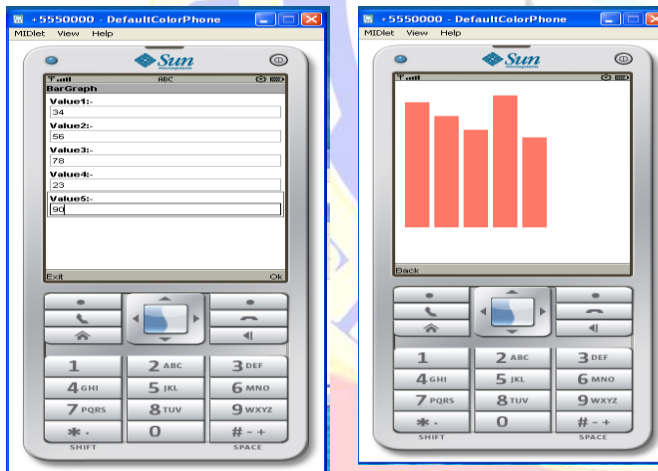 +5550000 - DefaultColorPhone
MIDlet View Help
Sun
ABC
BarGraph
Value1:-
34
Value2:-
56
Value3:-
78
Value4:-
23
Value5:-
90
Exit Ok
1 2 ABC 3 DEF
4 GHI 5 JKL 6 MNO
7 PQRS 8 TUV 9 WXYZ
* . 0 # - +
SHIFT SPACE
+5550000 - DefaultColorPhone
MIDlet View Help
Sun
Back
1 2 ABC 3 DEF
4 GHI 5 JKL 6 MNO
7 PQRS 8 TUV 9 WXYZ
* . 0 # - +
SHIFT SPACE